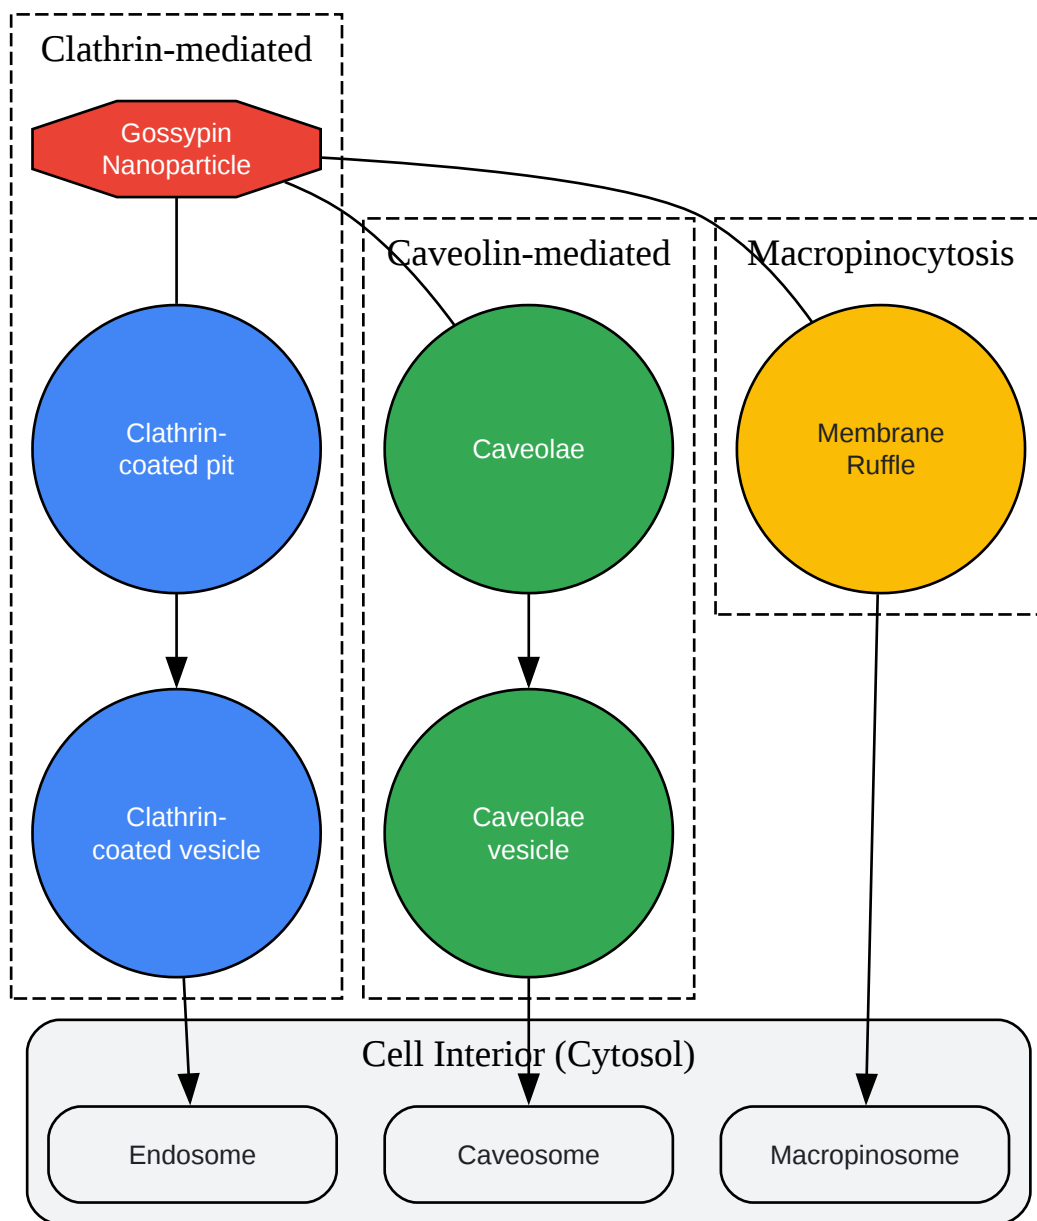 Clathrin-mediated
Gossypin
Nanoparticle
Caveolin-mediated
Macropinocytosis
Clathrin-
coated pit
Caveolae
Membrane
Ruffle
Clathrin-
coated vesicle
Caveolae
vesicle
Cell Interior (Cytosol)
Endosome
Caveosome
Macropinosome